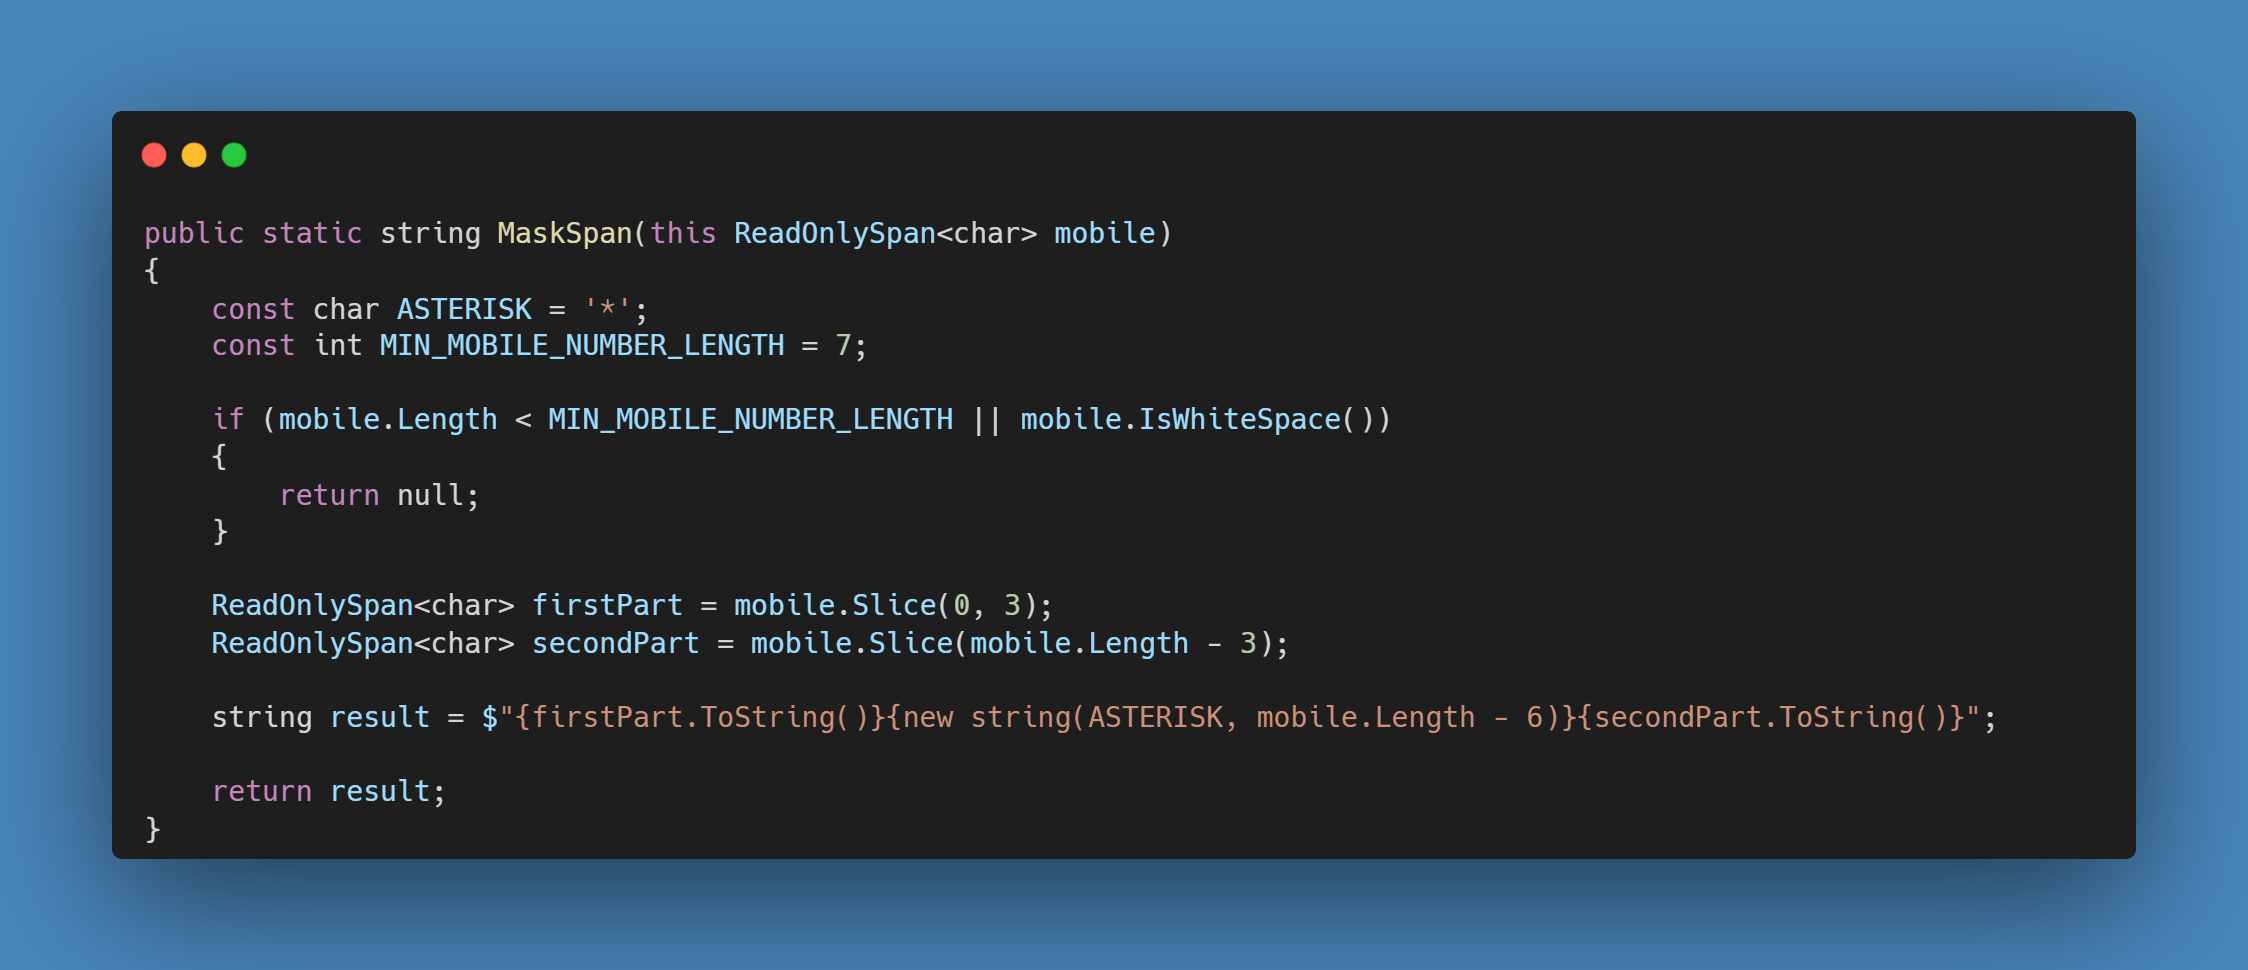 public static string MaskSpan(this ReadOnlySpan<char> mobile)
{
    const char ASTERISK = '*';
    const int MIN_MOBILE_NUMBER_LENGTH = 7;

    if (mobile.Length < MIN_MOBILE_NUMBER_LENGTH || mobile.IsWhiteSpace())
    {
        return null;
    }

    ReadOnlySpan<char> firstPart = mobile.Slice(0, 3);
    ReadOnlySpan<char> secondPart = mobile.Slice(mobile.Length - 3);

    string result = $"{firstPart.ToString()}{new string(ASTERISK, mobile.Length - 6)}{secondPart.ToString()}";

    return result;
}